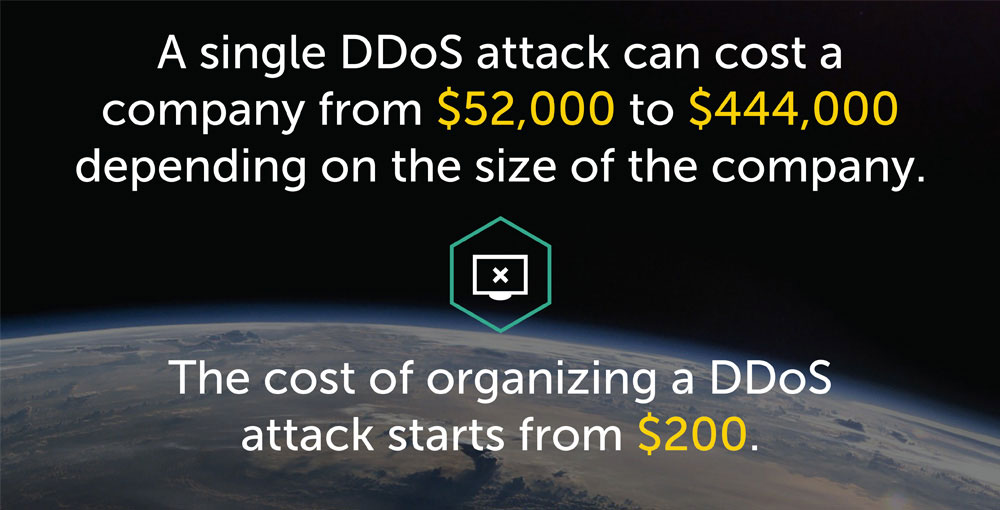 A single DDoS attack can cost a
company from $52,000 to $444,000
depending on the size of the company.
The cost of organizing a DDoS
attack starts from $200.